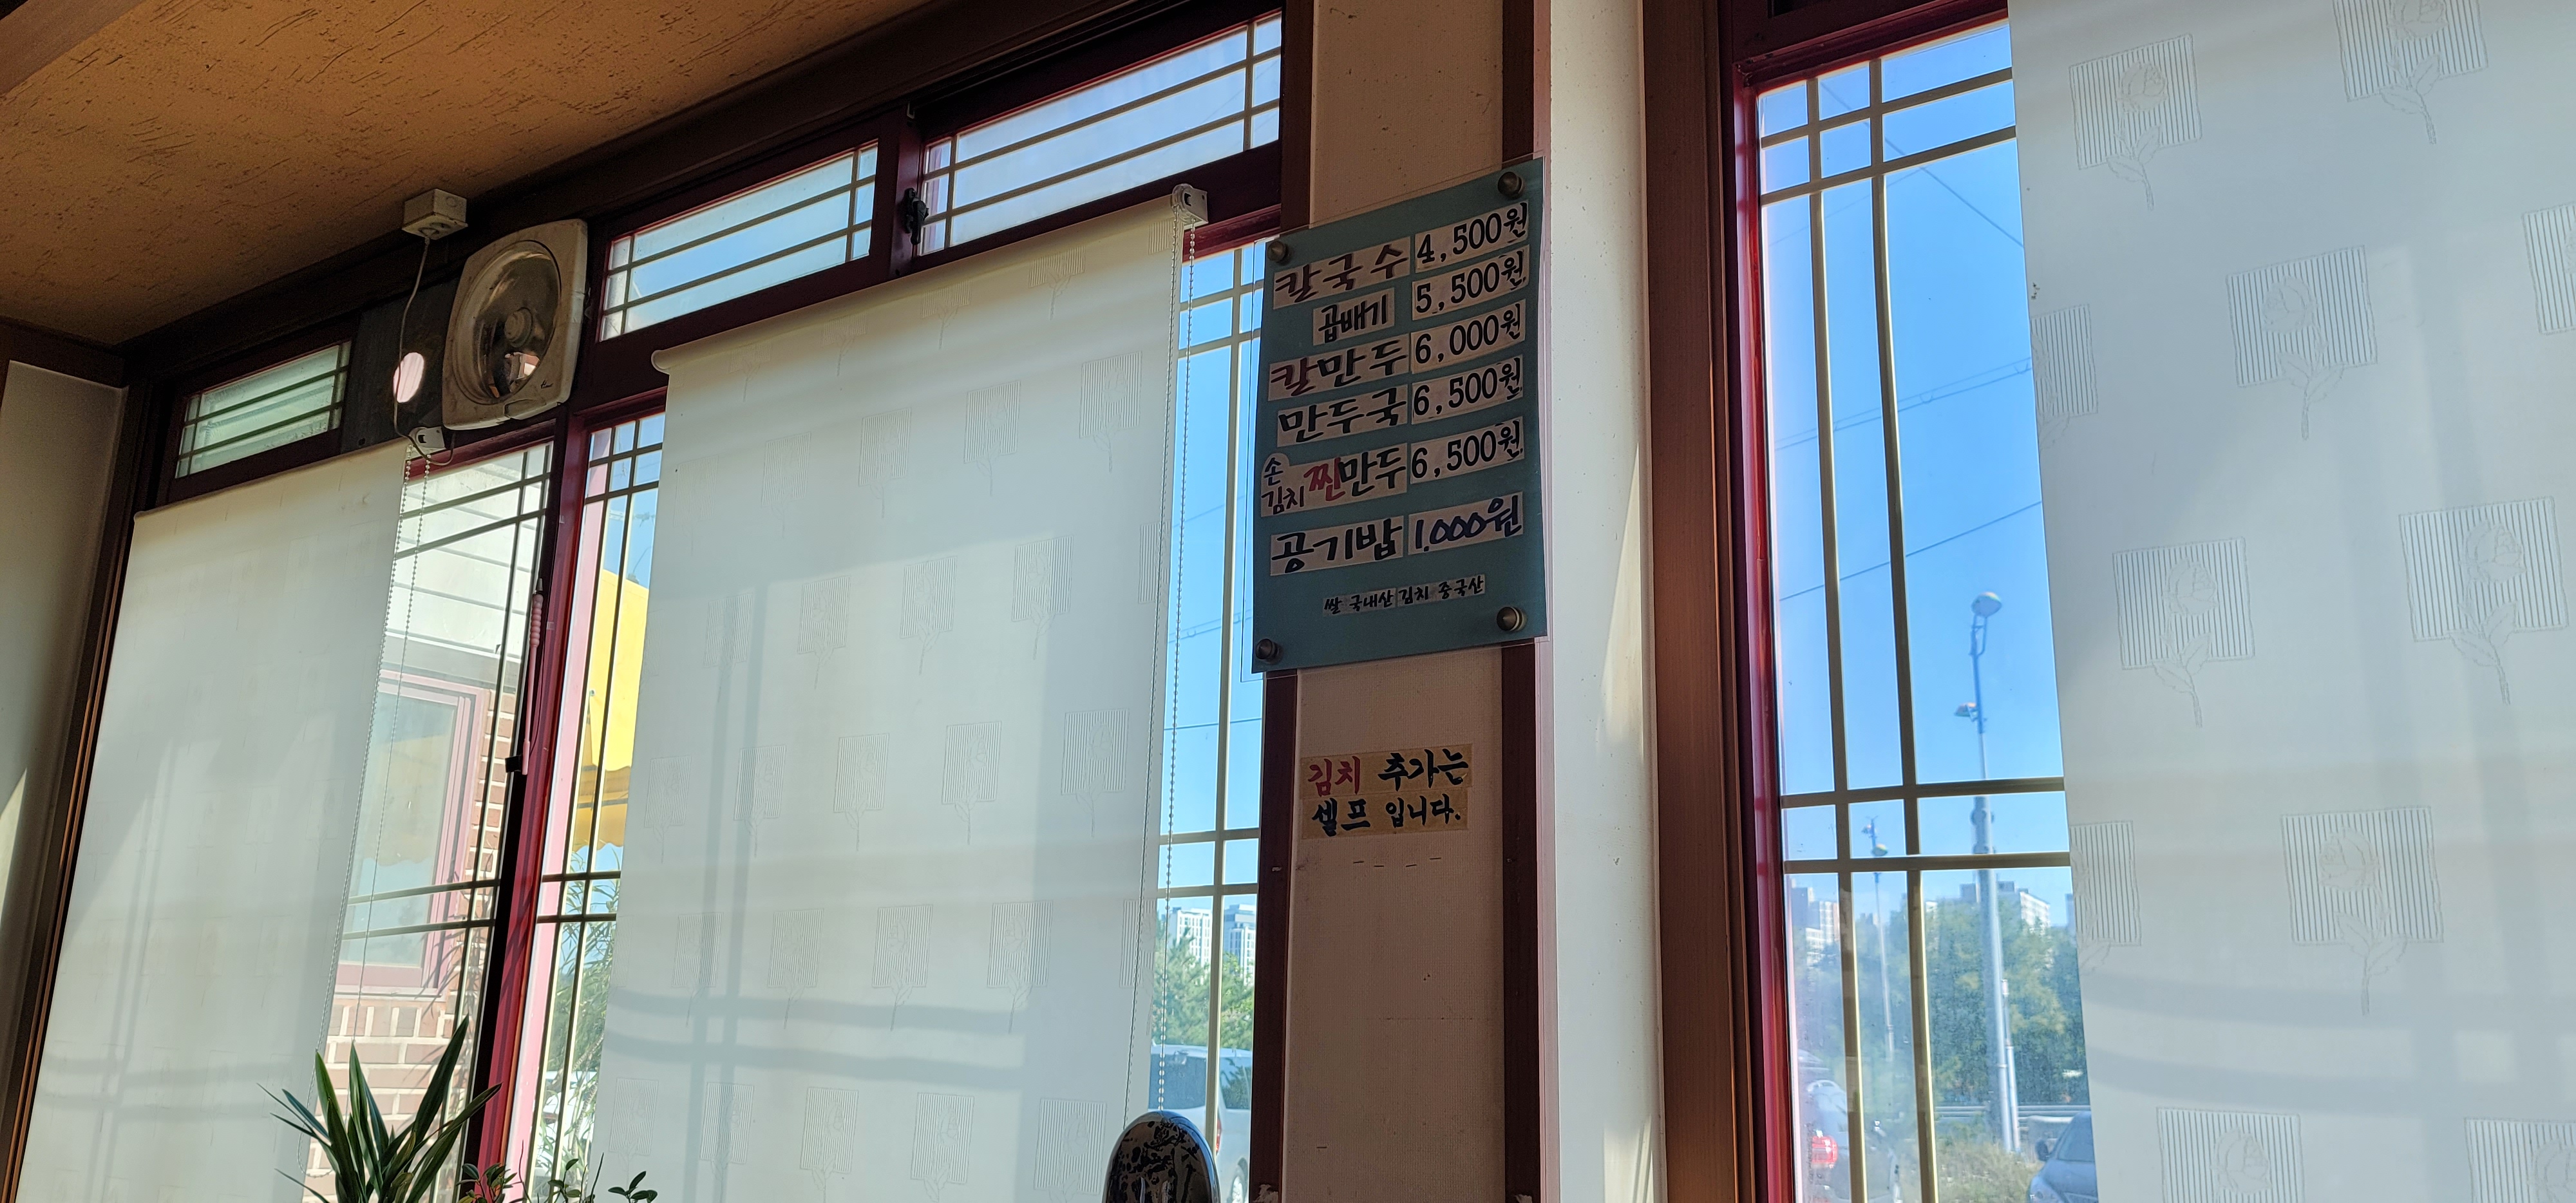 칼국수 4,500원
곱배기 5,500원
칼만두 6,000원
만두국 6,500원
손김치 찐만두 6,500원
공기밥 1,000원
쌀 국내산 김치 중국산
김치 추가는
셀프 입니다.